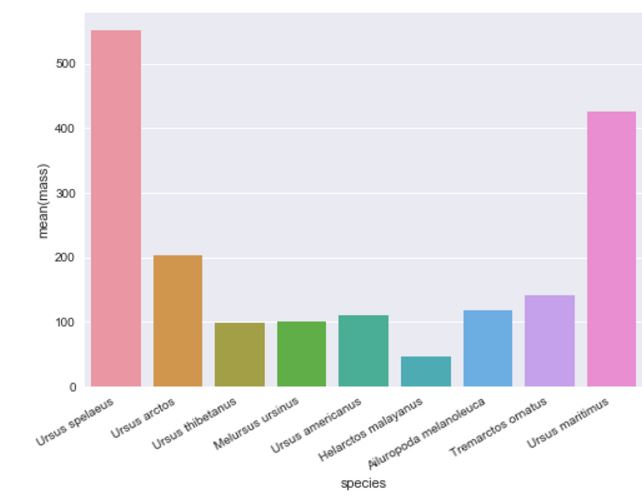 500
400
300
200
100
0
mean(mass)
Ursus spelaeus
Ursus arctos
Ursus thibetanus
Melursus ursinus
Ursus americanus
Helarctos malayanus
Ailuropoda melanoleuca
Tremarctos ornatus
Ursus maritimus
species